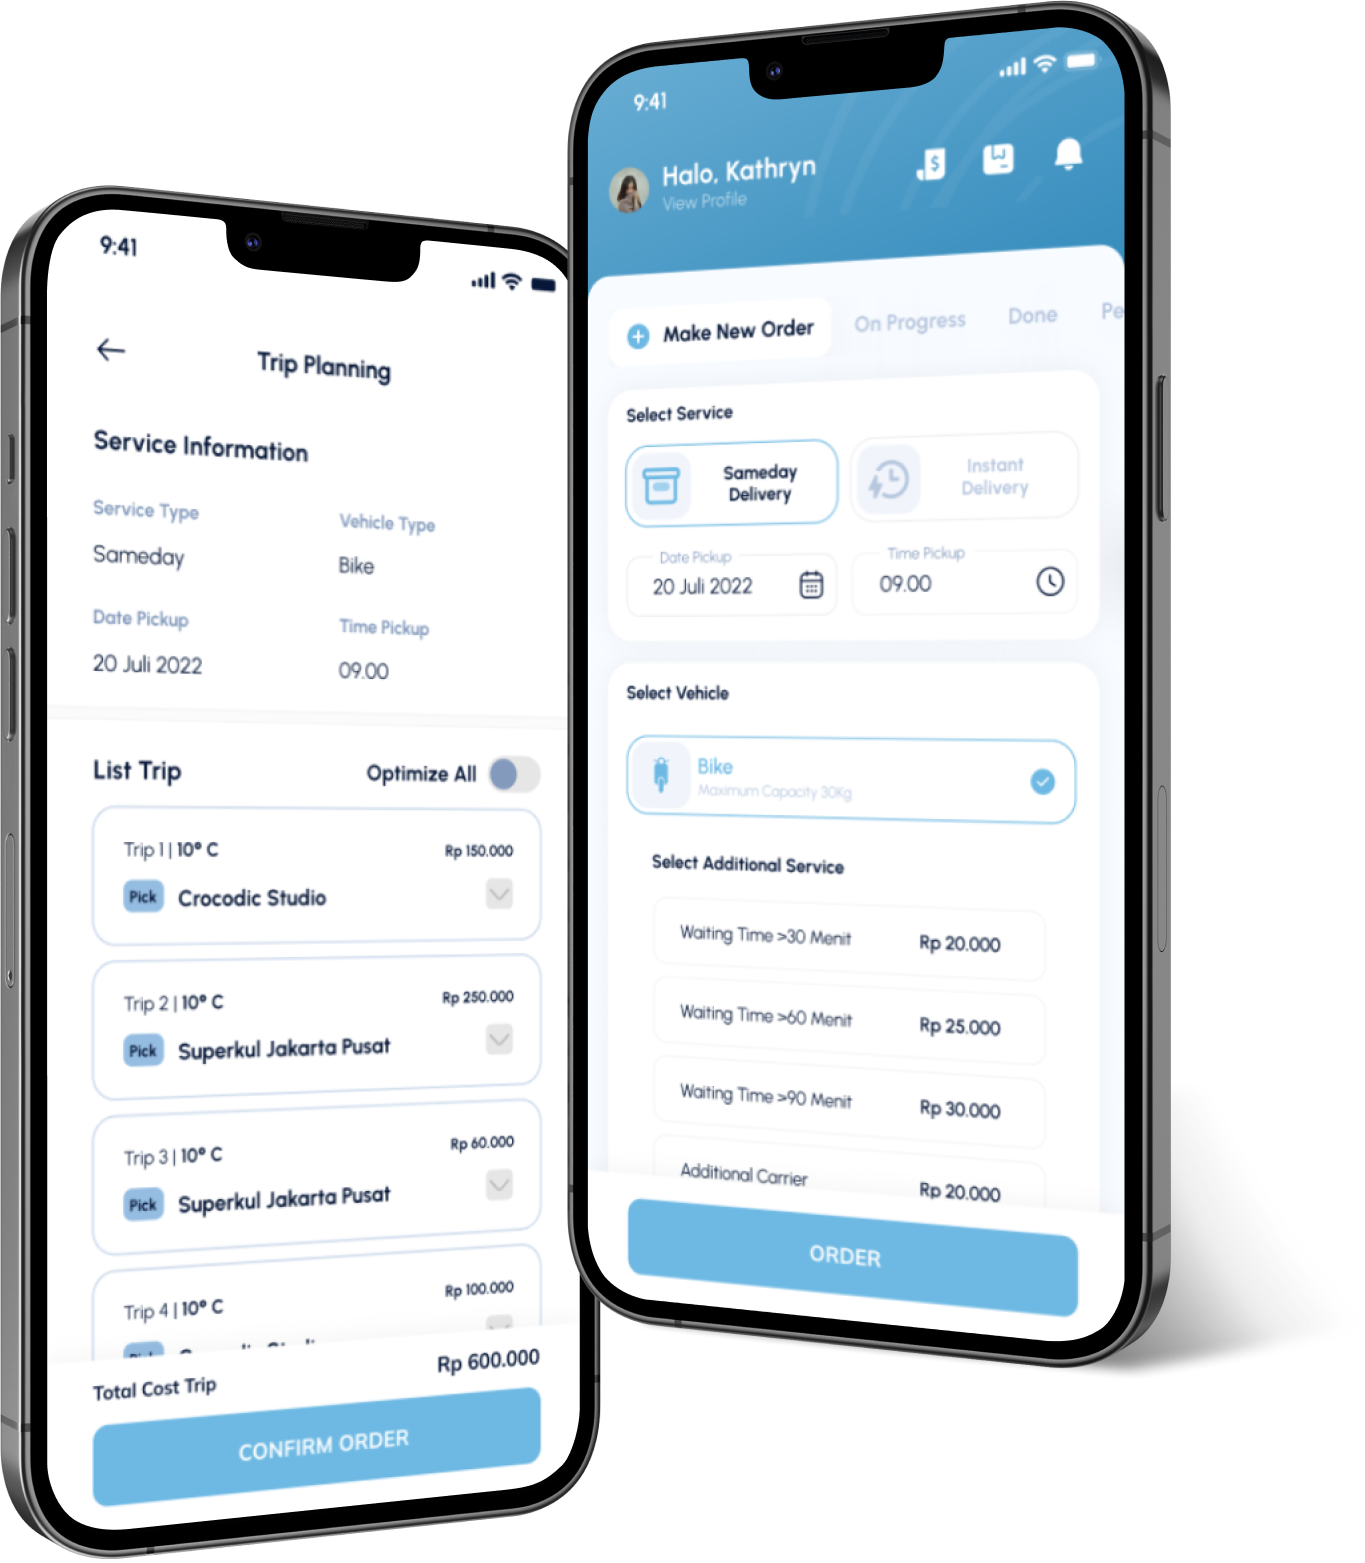 9:41
Trip Planning
Service Information
Service Type
Vehicle Type
Sameday
Bike
Date Pickup
Time Pickup
20 Juli 2022
09.00
List Trip
Optimize All
Trip 1 | 10° C
Rp 150.000
Pick
Crocodic Studio
Trip 2 | 10° C
Rp 250.000
Pick
Superkul Jakarta Pusat
Trip 3 | 10° C
Rp 60.000
Pick
Superkul Jakarta Pusat
Trip 4 | 10° C
Rp 100.000
Total Cost Trip
Rp 600.000
CONFIRM ORDER
9:41
Halo, Kathryn
View Profile
Make New Order
On Progress
Done
Pe
Select Service
Sameday
Delivery
Instant
Delivery
Date Pickup
20 Juli 2022
Time Pickup
09.00
Select Vehicle
Bike
Maximum Capacity 30Kg
Select Additional Service
Waiting Time >30 Menit
Rp 20.000
Waiting Time >60 Menit
Rp 25.000
Waiting Time >90 Menit
Rp 30.000
Additional Carrier
Rp 20.000
ORDER